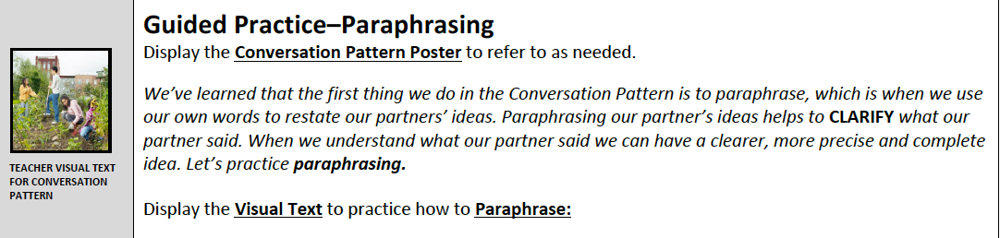 Guided Practice–Paraphrasing
Display the Conversation Pattern Poster to refer to as needed.
We’ve learned that the first thing we do in the Conversation Pattern is to paraphrase, which is when we use
our own words to restate our partners’ ideas. Paraphrasing our partner’s ideas helps to CLARIFY what our
partner said. When we understand what our partner said we can have a clearer, more precise and complete
idea. Let’s practice paraphrasing.
Display the Visual Text to practice how to Paraphrase:
TEACHER VISUAL TEXT
FOR CONVERSATION
PATTERN